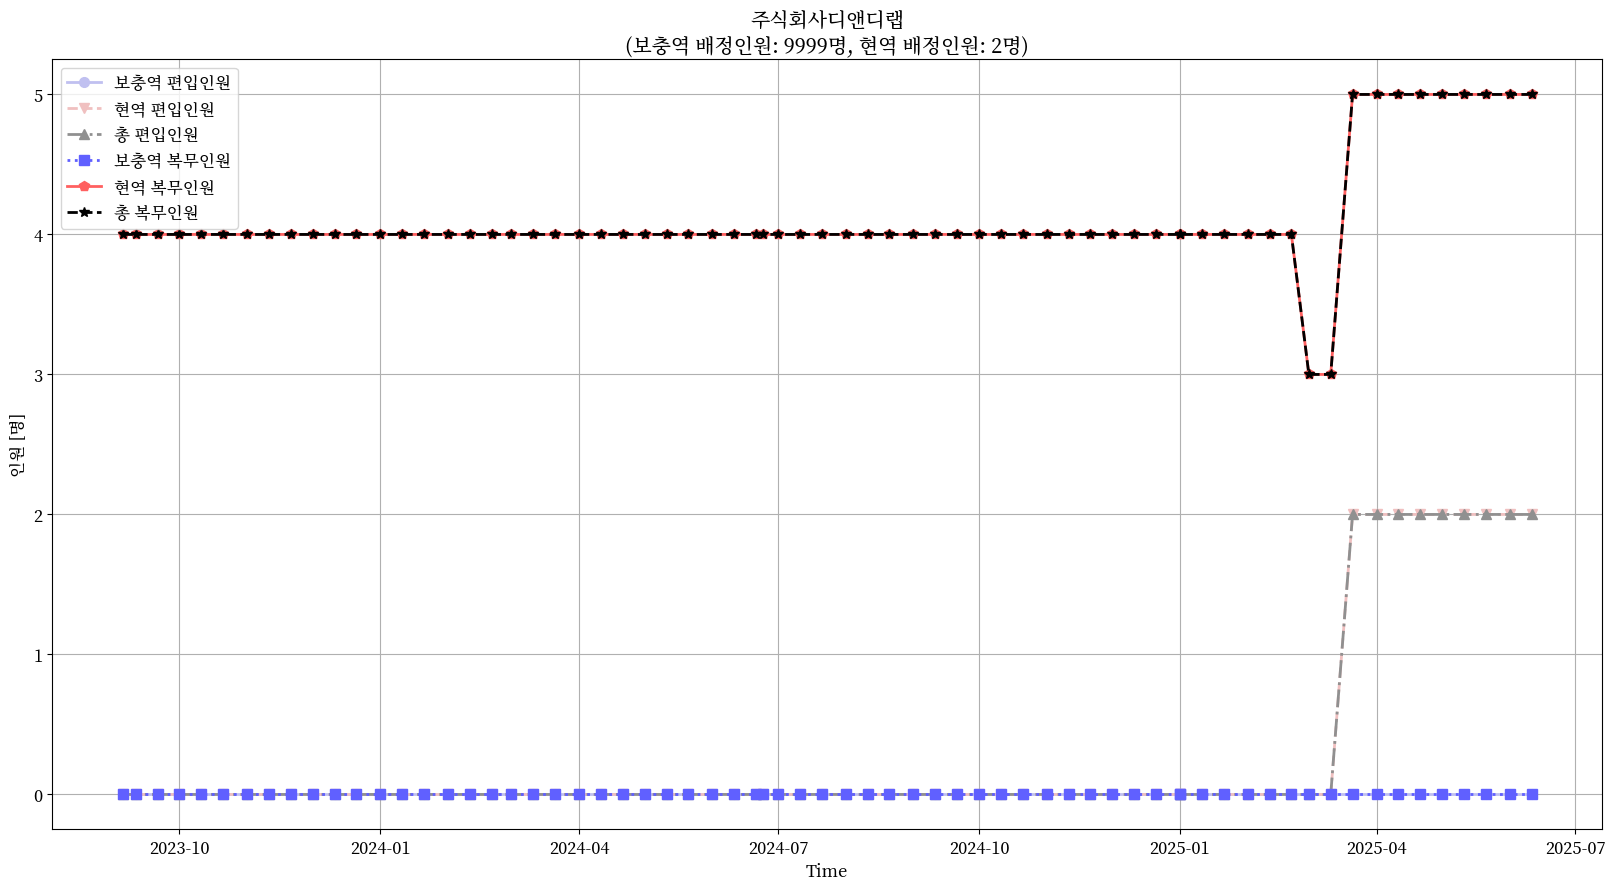 주식회사디앤디랩
(보충역 배정인원: 9999명, 현역 배정인원: 2명)
보충역 편입인원
현역 편입인원
총 편입인원
보충역 복무인원
현역 복무인원
총 복무인원
인원 [명]
5
4
3
2
1
0
2023-10
2024-01
2024-04
2024-07
2024-10
2025-01
2025-04
2025-07
Time